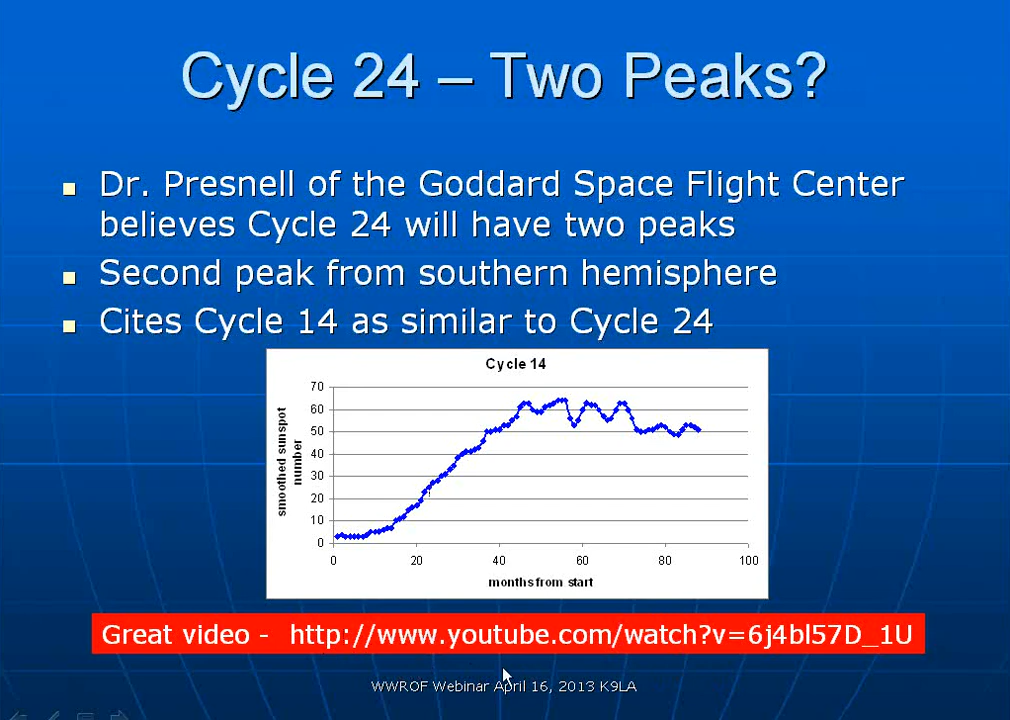 Cycle 24 – Two Peaks?
Dr. Presnell of the Goddard Space Flight Center
believes Cycle 24 will have two peaks
Second peak from southern hemisphere
Cites Cycle 14 as similar to Cycle 24
Cycle 14
smoothed sunspot
number
70
60
50
40
30
20
10
0
0 20 40 60 80 100
months from start
Great video - http://www.youtube.com/watch?v=6j4bl57D_1U
WWROF Webinar April 16, 2013 K9LA